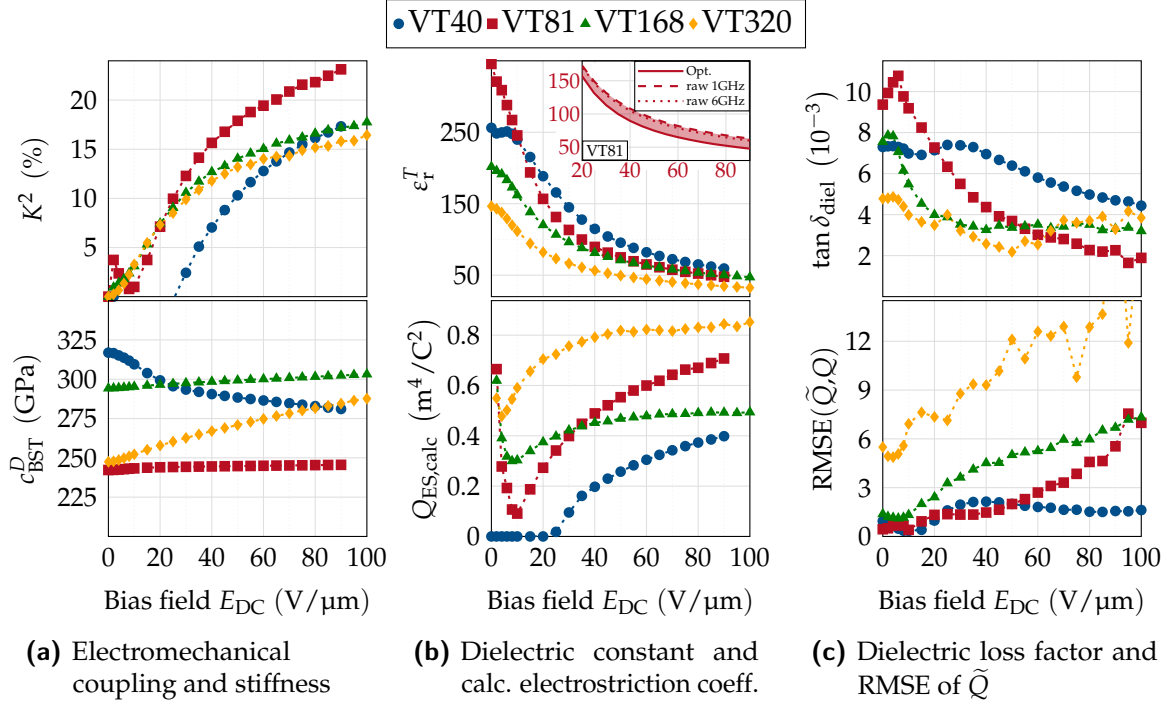 VT40 VT81 VT168 VT320
K² (%)
20
15
10
5
c^D_BST (GPa)
325
300
275
250
225
0 20 40 60 80 100
Bias field E_DC (V/µm)
(a) Electromechanical
coupling and stiffness
ε_r^T
250
150
50
150
100
50
20 40 60 80
Opt.
raw 1GHz
raw 6GHz
VT81
Q_ES,calc (m⁴/C²)
0.8
0.6
0.4
0.2
0
0 20 40 60 80 100
Bias field E_DC (V/µm)
(b) Dielectric constant and
calc. electrostriction coeff.
tan δ_diel (10⁻³)
10
8
6
4
2
RMSE(Q̃,Q)
12
9
6
3
0
0 20 40 60 80 100
Bias field E_DC (V/µm)
(c) Dielectric loss factor and
RMSE of Q̃